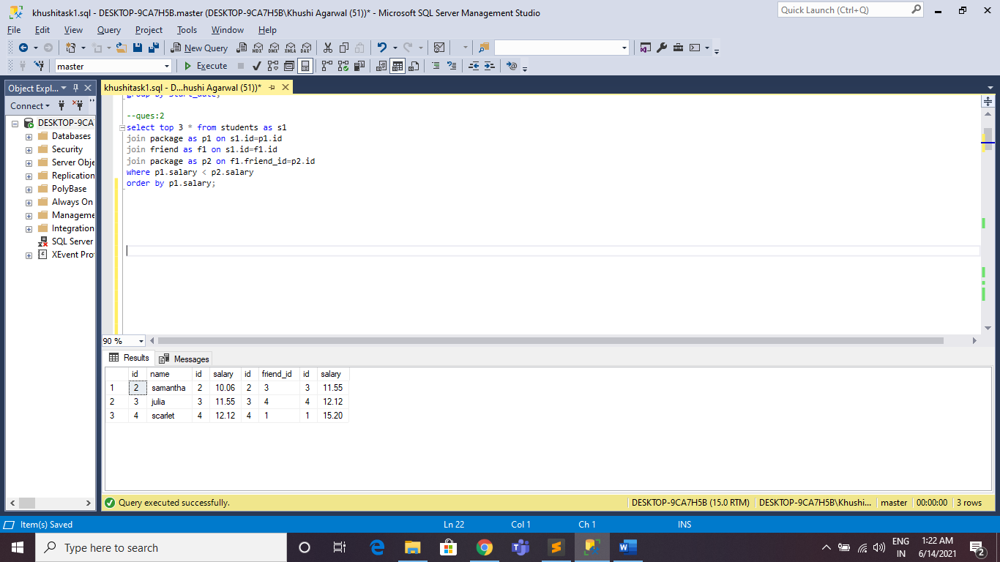 khushitask1.sql - DESKTOP-9CA7H5B.master (DESKTOP-9CA7H5B\Khushi Agarwal (51))* - Microsoft SQL Server Management Studio
Quick Launch (Ctrl+Q)
File Edit View Query Project Tools Window Help
New Query MDX DMX XMLA DAX
master Execute
Object Expl...
khushitask1.sql - D...hushi Agarwal (51))*
Connect
DESKTOP-9CA
Databases
Security
Server Obje
Replication
PolyBase
Always On
Manageme
Integration
SQL Server
XEvent Pro
group by start_date;
--ques:2
select top 3 * from students as s1
join package as p1 on s1.id=p1.id
join friend as f1 on s1.id=f1.id
join package as p2 on f1.friend_id=p2.id
where p1.salary < p2.salary
order by p1.salary;
90 %
Results Messages
id name id salary id friend_id id salary
1 2 samantha 2 10.06 2 3 3 11.55
2 3 julia 3 11.55 3 4 4 12.12
3 4 scarlet 4 12.12 4 1 1 15.20
Query executed successfully.
DESKTOP-9CA7H5B (15.0 RTM) DESKTOP-9CA7H5B\Khushi... master 00:00:00 3 rows
Item(s) Saved Ln 22 Col 1 Ch 1 INS
Type here to search
ENG
IN
1:22 AM
6/14/2021
2